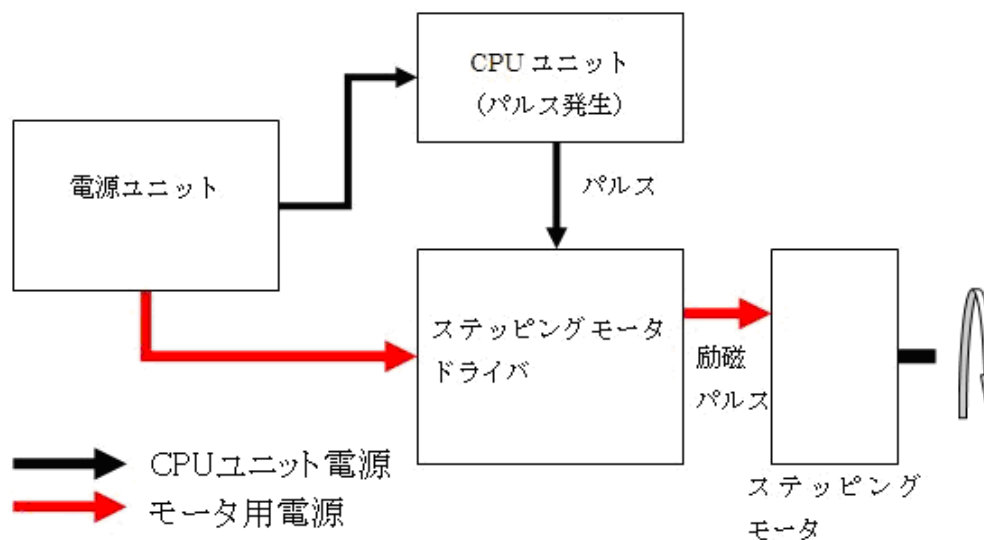 CPU ユニット
(パルス発生)
電源ユニット
パルス
ステッピングモータ
ドライバ
励磁
パルス
ステッピング
モータ
CPUユニット電源
モータ用電源